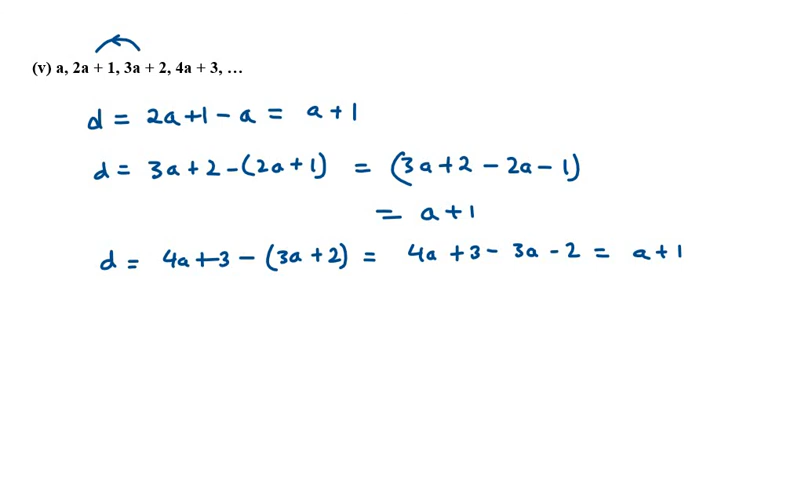 (v) a, 2a + 1, 3a + 2, 4a + 3, …
d = 2a+1 - a = a+1
d = 3a+2-(2a+1) = (3a+2 - 2a - 1)
= a+1
d = 4a+3 - (3a+2) = 4a+3 - 3a - 2 = a+1